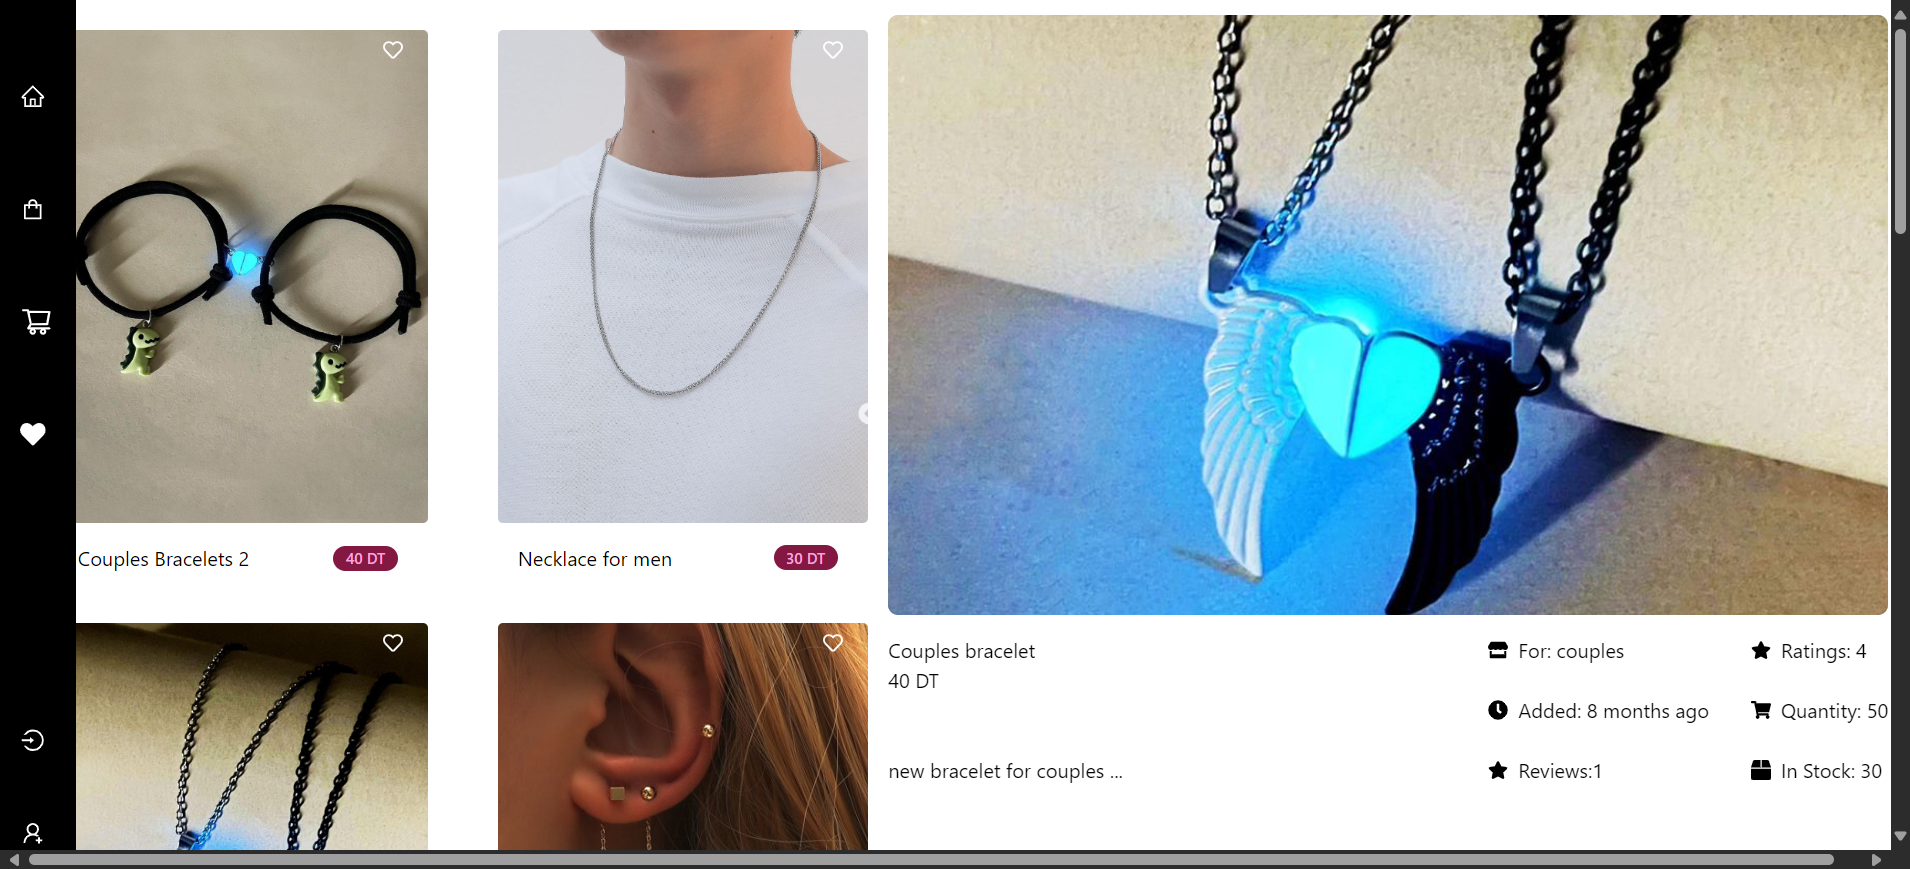 Couples Bracelets 2
40 DT
Necklace for men
30 DT
Couples bracelet
40 DT
new bracelet for couples ...
For: couples
Ratings: 4
Added: 8 months ago
Quantity: 50
Reviews:1
In Stock: 30